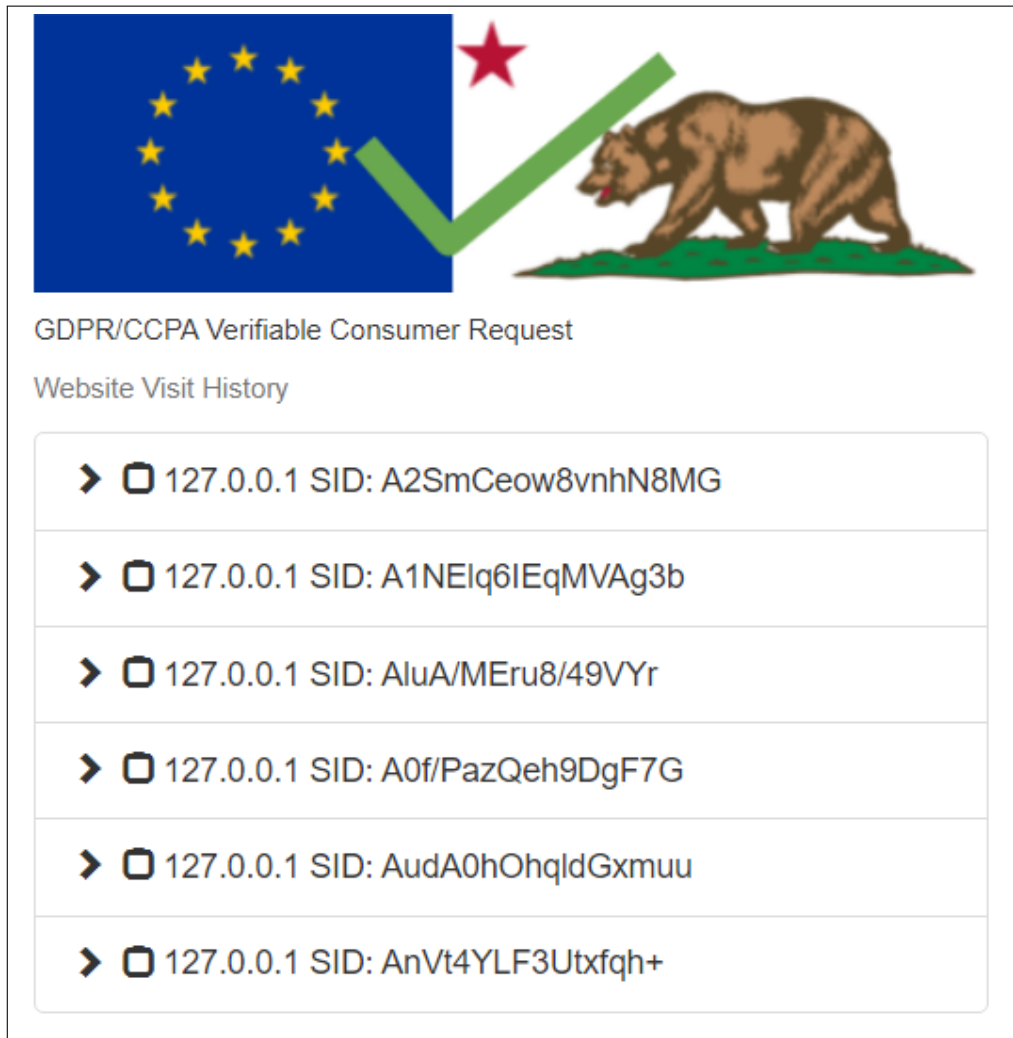 GDPR/CCPA Verifiable Consumer Request
Website Visit History
127.0.0.1 SID: A2SmCeow8vnhN8MG
127.0.0.1 SID: A1NElq6IEqMVAg3b
127.0.0.1 SID: AluA/MEru8/49VYr
127.0.0.1 SID: A0f/PazQeh9DgF7G
127.0.0.1 SID: AudA0hOhqldGxmuu
127.0.0.1 SID: AnVt4YLF3Utxfqh+